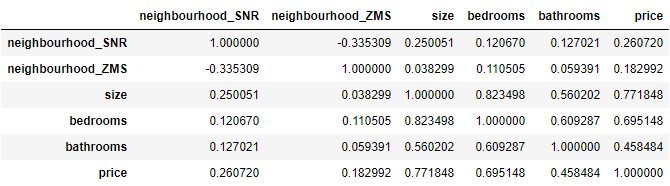 neighbourhood_SNR neighbourhood_ZMS size bedrooms bathrooms price
neighbourhood_SNR 1.000000 -0.335309 0.250051 0.120670 0.127021 0.260720
neighbourhood_ZMS -0.335309 1.000000 0.038299 0.110505 0.059391 0.182992
size 0.250051 0.038299 1.000000 0.823498 0.560202 0.771848
bedrooms 0.120670 0.110505 0.823498 1.000000 0.609287 0.695148
bathrooms 0.127021 0.059391 0.560202 0.609287 1.000000 0.458484
price 0.260720 0.182992 0.771848 0.695148 0.458484 1.000000